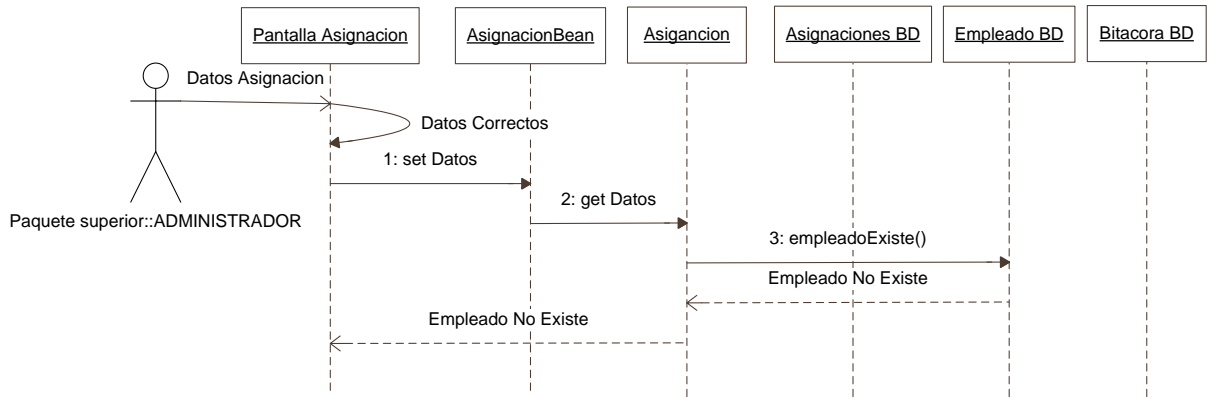 Pantalla Asignacion
AsignacionBean
Asigancion
Asignaciones BD
Empleado BD
Bitacora BD
Datos Asignacion
Datos Correctos
1: set Datos
2: get Datos
Paquete superior::ADMINISTRADOR
3: empleadoExiste()
Empleado No Existe
Empleado No Existe